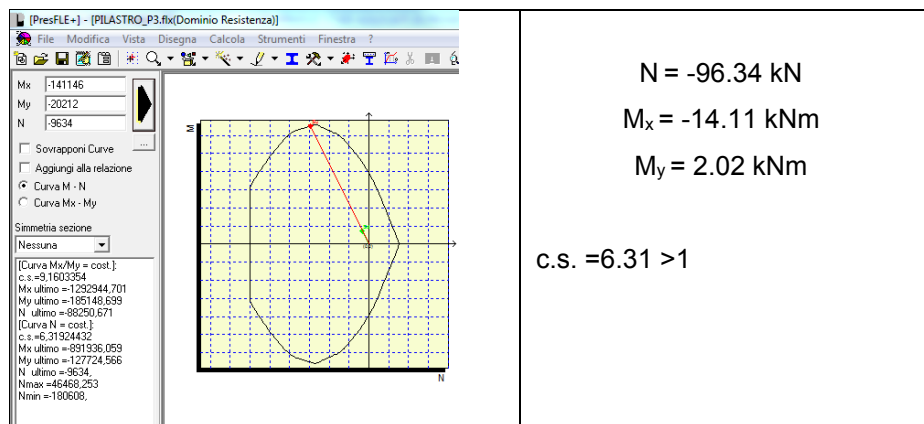 [PresFLE+] - [PILASTRO_P3.flx(Dominio Resistenza)]
File Modifica Vista Disegna Calcola Strumenti Finestra ?
Mx -141146
My -20212
N -9634
...
Sovrapponi Curve
Aggiungi alla relazione
Curva M - N
Curva Mx - My
Simmetria sezione
Nessuna
[Curva Mx/My = cost.]:
c.s.=9,1603354
Mx ultimo =-1292944,701
My ultimo =-185148,699
N ultimo =-88250,671
[Curva N = cost.]:
c.s.=6,31924432
Mx ultimo =-891936,059
My ultimo =-127724,566
N ultimo =-9634,
Nmax =46468,253
Nmin =-180608,
M
N
N = -96.34 kN
Mx = -14.11 kNm
My = 2.02 kNm
c.s. =6.31 >1